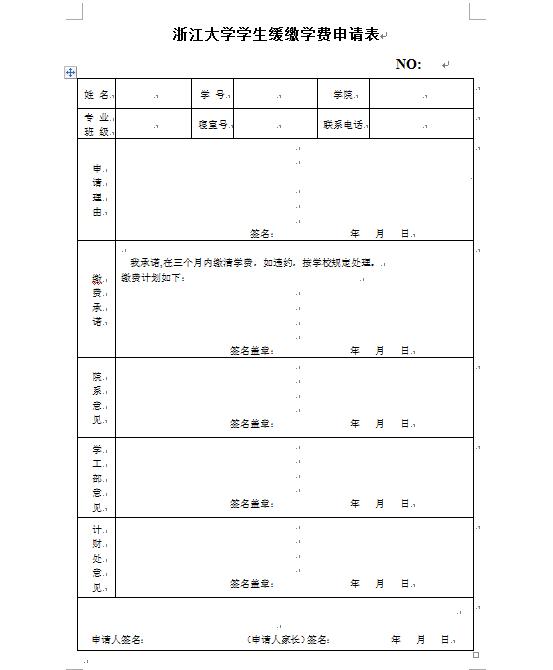 浙江大学学生缓缴学费申请表
NO:
姓 名 学 号 学院
专 业 班 级 寝室号 联系电话
申请理由
签名: 年 月 日
缴费承诺
我承诺,在三个月内缴清学费。如违约,按学校规定处理。
缴费计划如下:
签名盖章: 年 月 日
院系意见
签名盖章: 年 月 日
学工部意见
签名盖章: 年 月 日
计财处意见
签名盖章: 年 月 日
申请人签名: (申请人家长)签名: 年 月 日